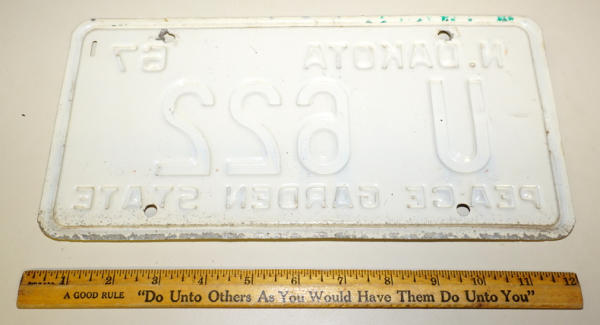 N. DAKOTA 67
U 622
PEACE GARDEN STATE
1 2 3 4 5 6 7 8 9 10 11 12
A GOOD RULE "Do Unto Others As You Would Have Them Do Unto You"